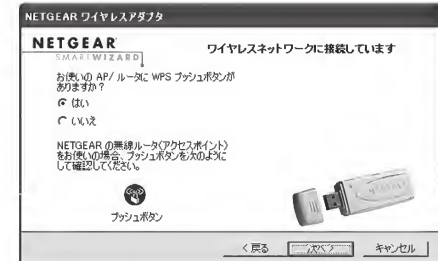 NETGEAR ワイヤレスアダプタ
NETGEAR
SMARTWIZARD
ワイヤレスネットワークに接続しています
お使いの AP/ ルータに WPS プッシュボタンが
ありますか?
はい
いいえ
NETGEAR の無線ルータ(アクセスポイント)
をお使いの場合、プッシュボタンを次のように
して確認してください。
プッシュボタン
NETGEAR
< 戻る
次へ >
キャンセル